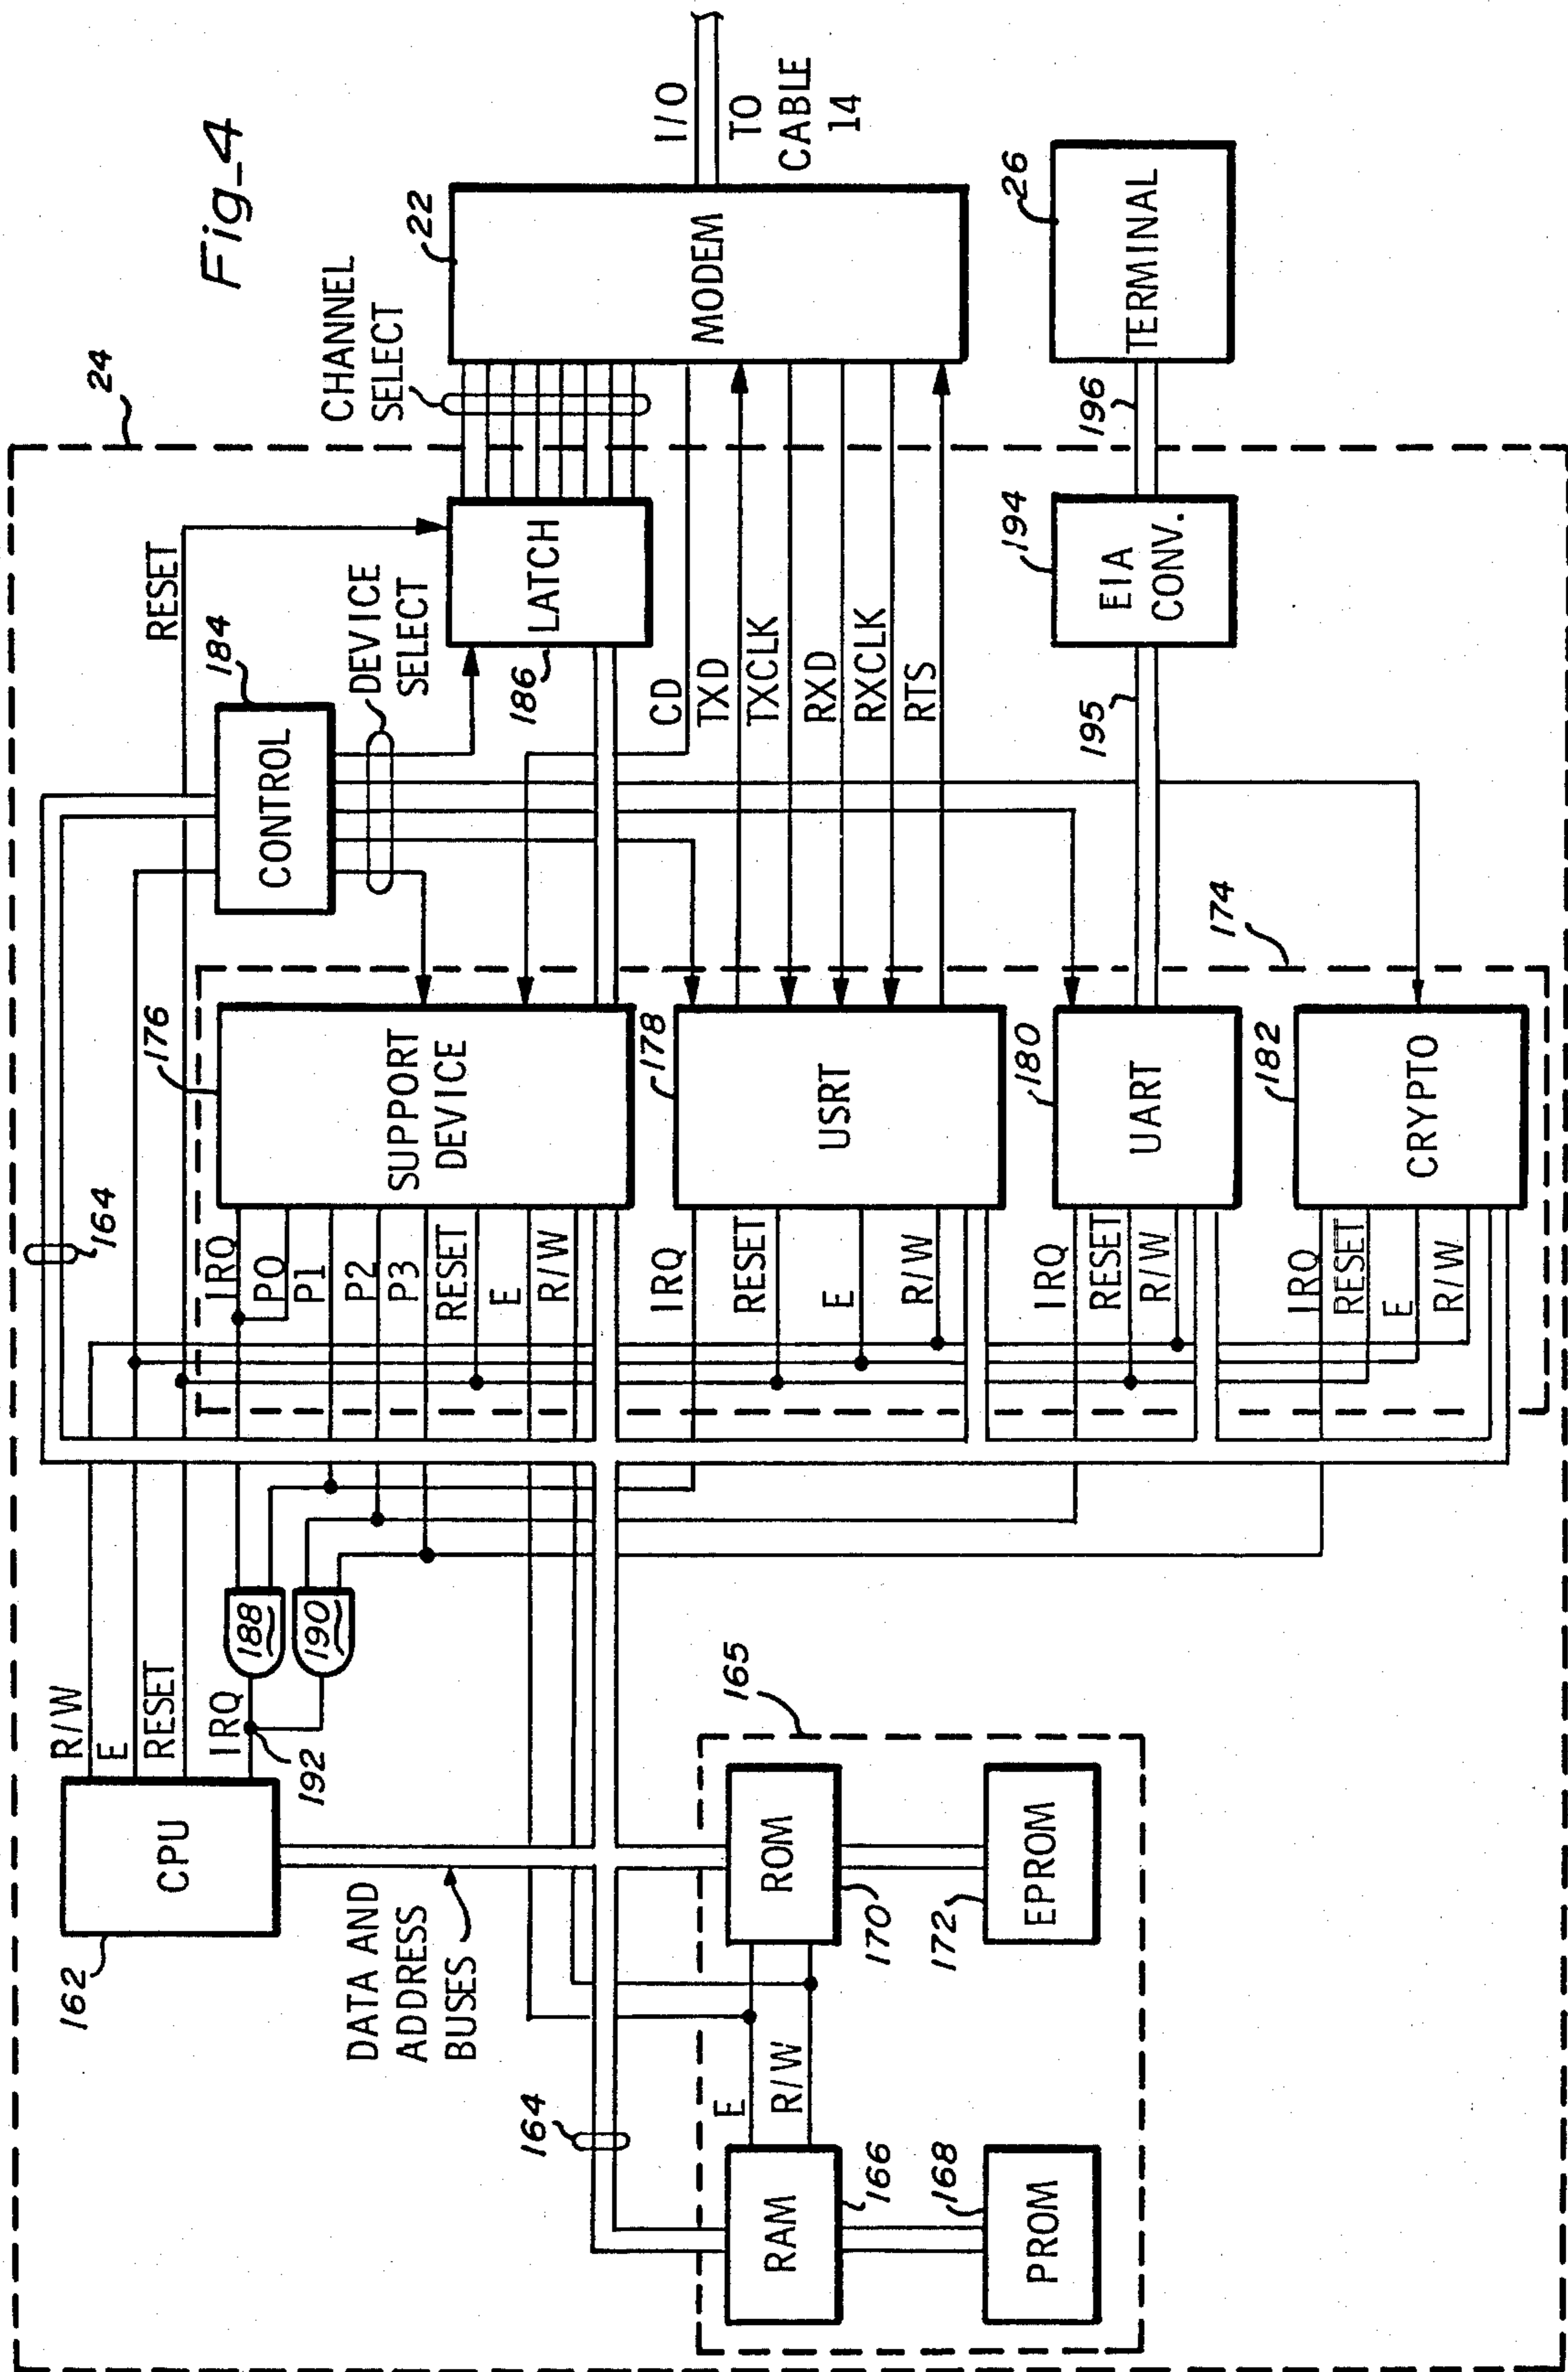 Fig_4
24
R/W
E
RESET
IRQ
192
CPU
162
DATA AND
ADDRESS
BUSES
164
188
190
164
176
IRQ
P0
P1
P2
P3
RESET
E
R/W
SUPPORT
DEVICE
RESET
184
CONTROL
DEVICE
SELECT
LATCH
186
CHANNEL
SELECT
22
MODEM
I/O
TO
CABLE
14
CD
TXD
TXCLK
RXD
RXCLK
RTS
178
IRQ
RESET
E
R/W
USRT
180
IRQ
RESET
R/W
UART
195
194
EIA
CONV.
196
26
TERMINAL
174
182
IRQ
RESET
E
R/W
CRYPTO
165
RAM
166
E
R/W
ROM
170
PROM
168
EPROM
172